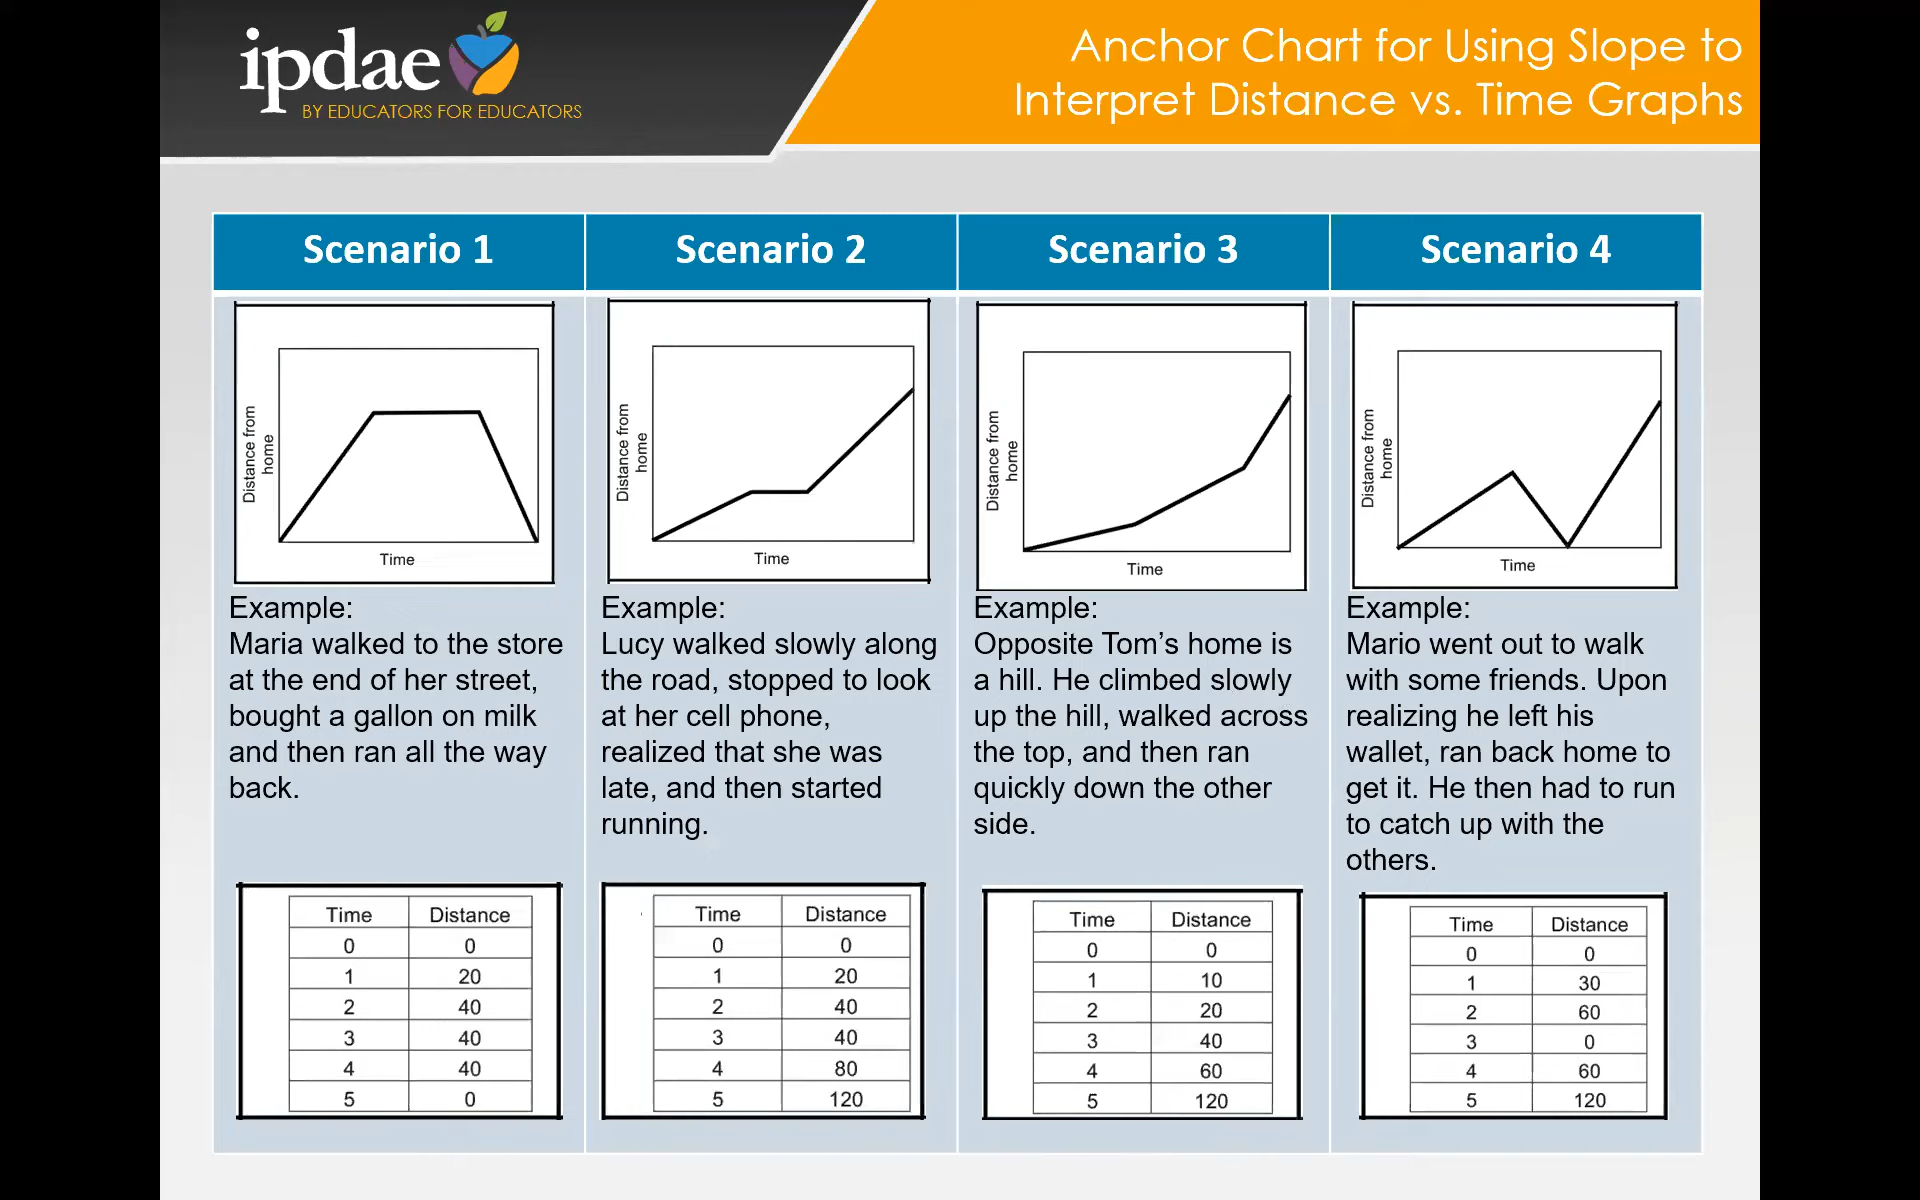 ipdae
BY EDUCATORS FOR EDUCATORS
Anchor Chart for Using Slope to
Interpret Distance vs. Time Graphs
Scenario 1
Scenario 2
Scenario 3
Scenario 4
Distance from
home
Time
Distance from
home
Time
Distance from
home
Time
Distance from
home
Time
Example:
Maria walked to the store
at the end of her street,
bought a gallon on milk
and then ran all the way
back.
Example:
Lucy walked slowly along
the road, stopped to look
at her cell phone,
realized that she was
late, and then started
running.
Example:
Opposite Tom's home is
a hill. He climbed slowly
up the hill, walked across
the top, and then ran
quickly down the other
side.
Example:
Mario went out to walk
with some friends. Upon
realizing he left his
wallet, ran back home to
get it. He then had to run
to catch up with the
others.
Time Distance
0 0
1 20
2 40
3 40
4 40
5 0
Time Distance
0 0
1 20
2 40
3 40
4 80
5 120
Time Distance
0 0
1 10
2 20
3 40
4 60
5 120
Time Distance
0 0
1 30
2 60
3 0
4 60
5 120